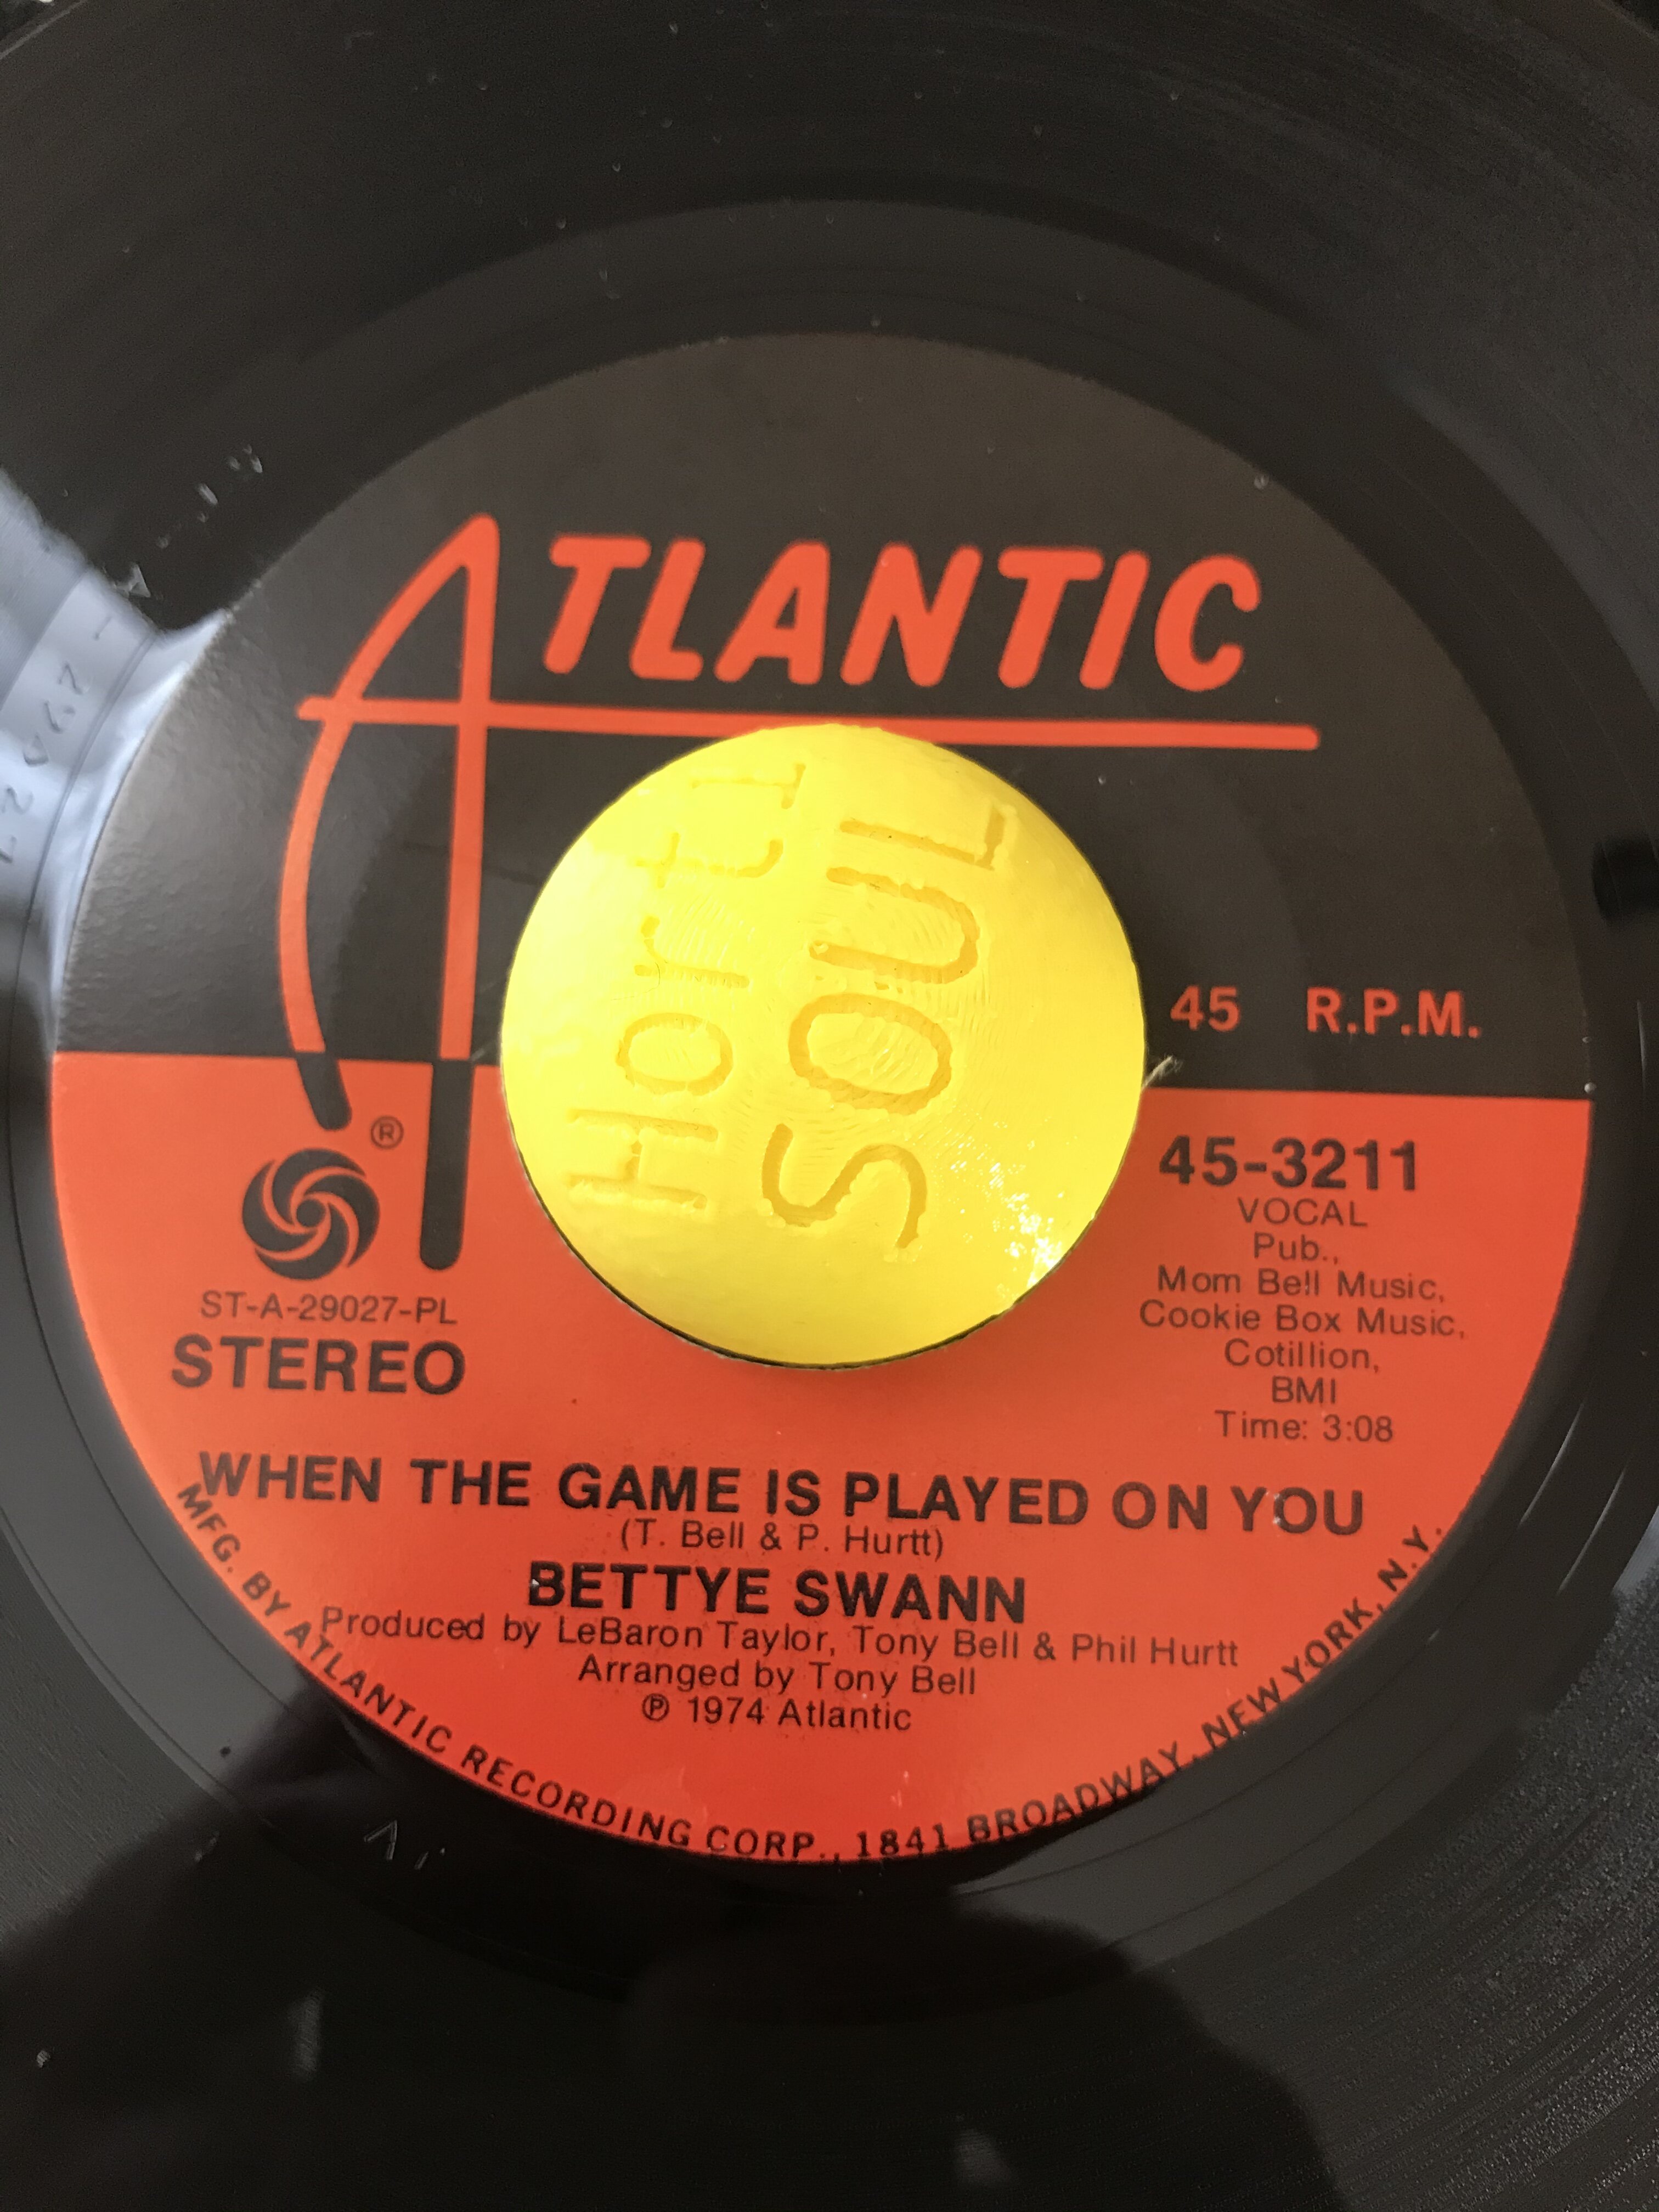 ATLANTIC
Horti
SOUL
45 R.P.M.
®
45-3211
VOCAL
Pub.,
Mom Bell Music,
Cookie Box Music,
Cotillion,
BMI
Time: 3:08
ST-A-29027-PL
STEREO
WHEN THE GAME IS PLAYED ON YOU
(T. Bell & P. Hurtt)
BETTYE SWANN
Produced by LeBaron Taylor, Tony Bell & Phil Hurtt
Arranged by Tony Bell
℗ 1974 Atlantic
MFG. BY ATLANTIC RECORDING CORP., 1841 BROADWAY, NEW YORK, N.Y.